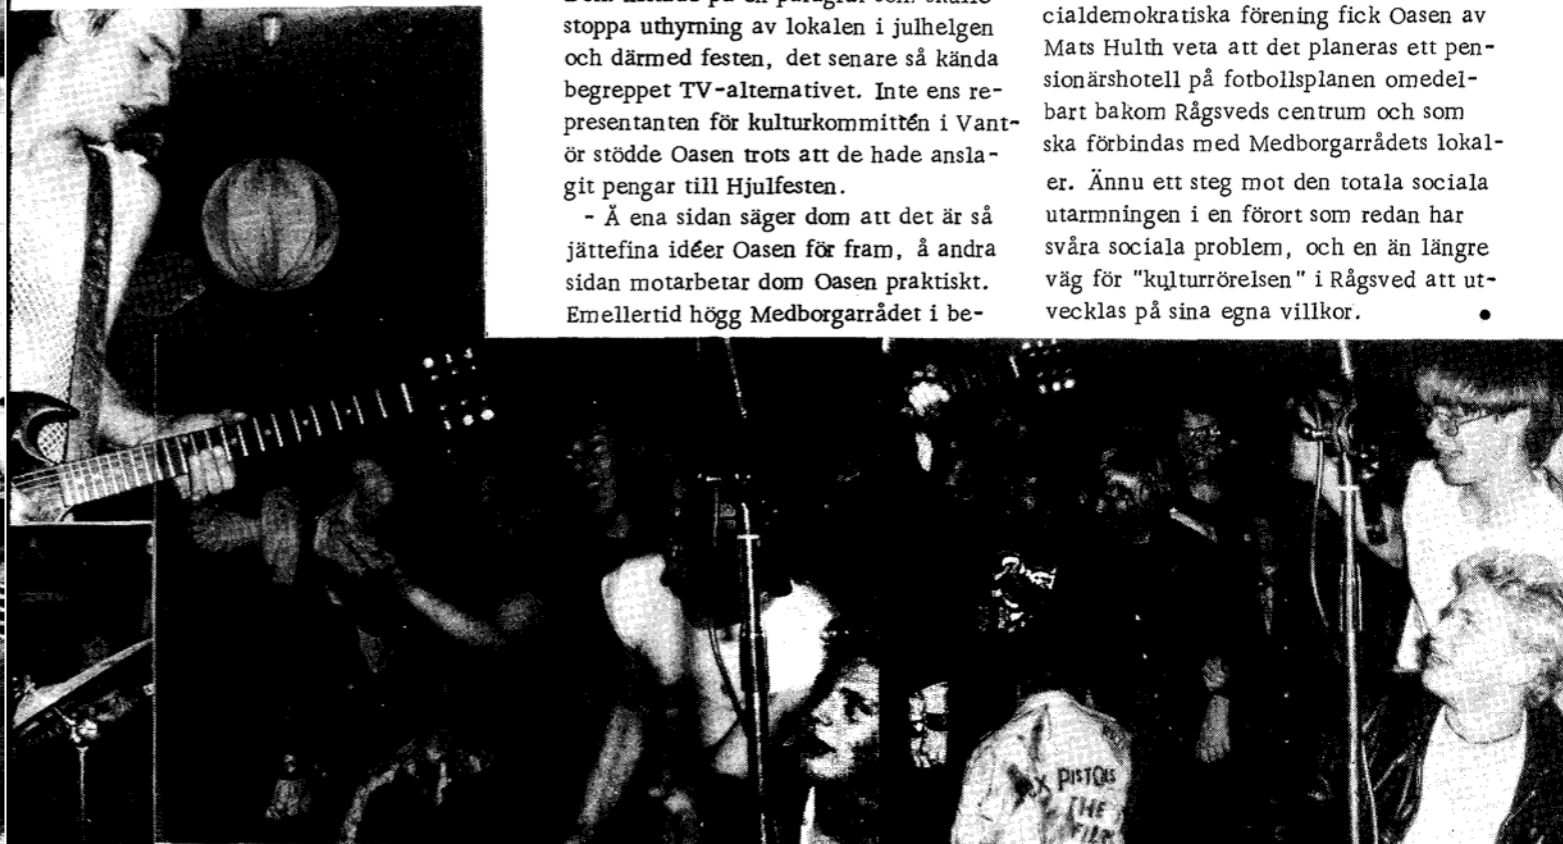 stoppa uthyrning av lokalen i julhelgen
och därmed festen, det senare så kända
begreppet TV-alternativet. Inte ens re-
presentanten för kulturkommittén i Vant-
ör stödde Oasen trots att de hade ansla-
git pengar till Hjulfesten.
- Å ena sidan säger dom att det är så
jättefina idéer Oasen för fram, å andra
sidan motarbetar dom Oasen praktiskt.
Emellertid högg Medborgarrådet i be-
cialdemokratiska förening fick Oasen av
Mats Hulth veta att det planeras ett pen-
sionärshotell på fotbollsplanen omedel-
bart bakom Rågsveds centrum och som
ska förbindas med Medborgarrådets lokal-
er. Ännu ett steg mot den totala sociala
utarmningen i en förort som redan har
svåra sociala problem, och en än längre
väg för "kulturrörelsen" i Rågsved att ut-
vecklas på sina egna villkor. ●
PISTOLS
THE